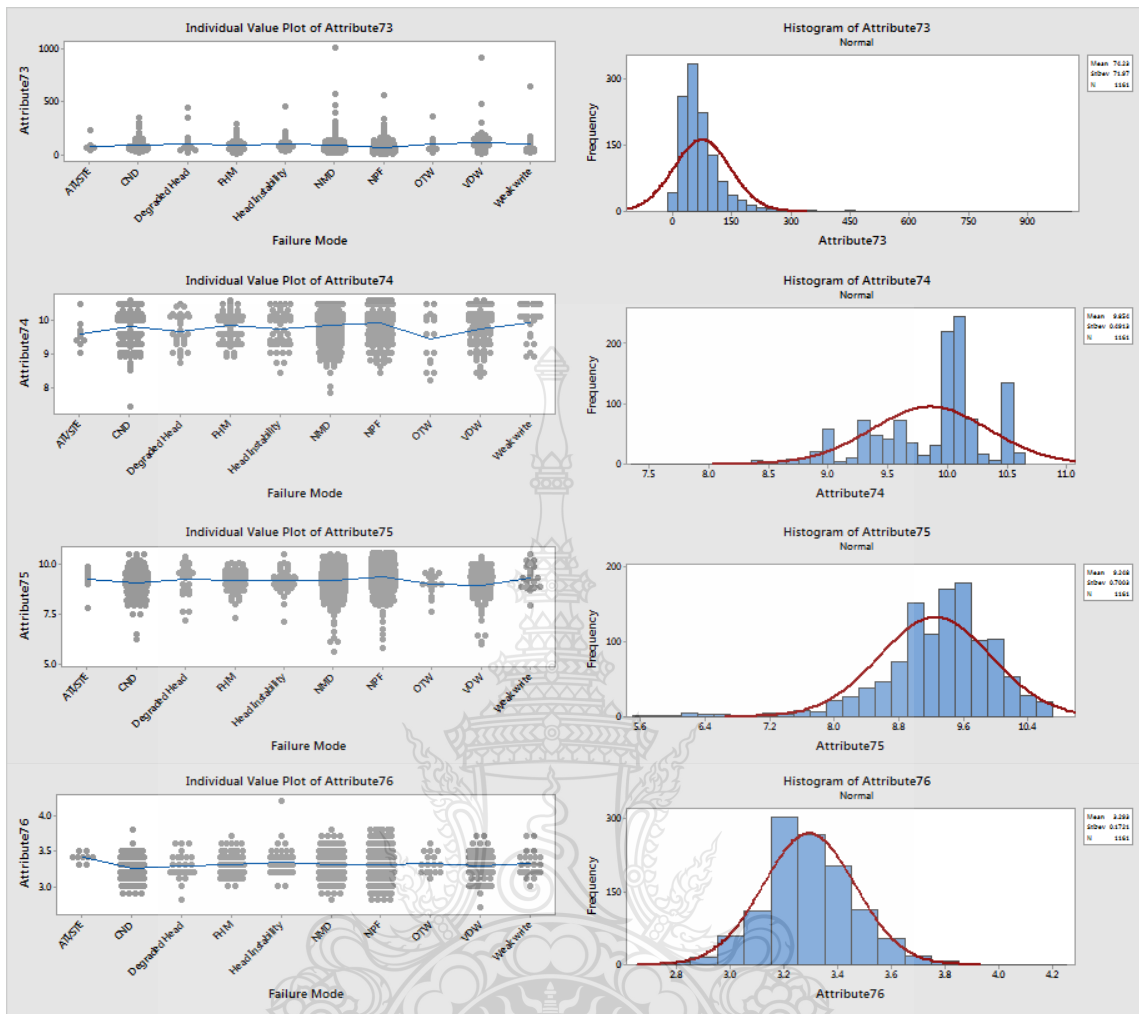 Individual Value Plot of Attribute73
Attribute73
1000
500
0
ATI/STE
CND
Degraded Head
FHM
Head Instability
NMD
NPF
OTW
VDW
Weak write
Failure Mode
Histogram of Attribute73
Normal
Frequency
300
150
0
0
150
300
450
600
750
900
Attribute73
Mean
StDev
N 1161
Individual Value Plot of Attribute74
Attribute74
10
9
8
ATI/STE
CND
Degraded Head
FHM
Head Instability
NMD
NPF
OTW
VDW
Weak write
Failure Mode
Histogram of Attribute74
Normal
Frequency
200
100
0
7.5
8.0
8.5
9.0
9.5
10.0
10.5
11.0
Attribute74
Mean
StDev
N 1161
Individual Value Plot of Attribute75
Attribute75
10.0
7.5
5.0
ATI/STE
CND
Degraded Head
FHM
Head Instability
NMD
NPF
OTW
VDW
Weak write
Failure Mode
Histogram of Attribute75
Normal
Frequency
200
100
0
5.6
6.4
7.2
8.0
8.8
9.6
10.4
Attribute75
Mean
StDev
N 1161
Individual Value Plot of Attribute76
Attribute76
4.0
3.5
3.0
ATI/STE
CND
Degraded Head
FHM
Head Instability
NMD
NPF
OTW
VDW
Weak write
Failure Mode
Histogram of Attribute76
Normal
Frequency
300
150
0
2.8
3.0
3.2
3.4
3.6
3.8
4.0
4.2
Attribute76
Mean 3.293
StDev 0.1721
N 1161